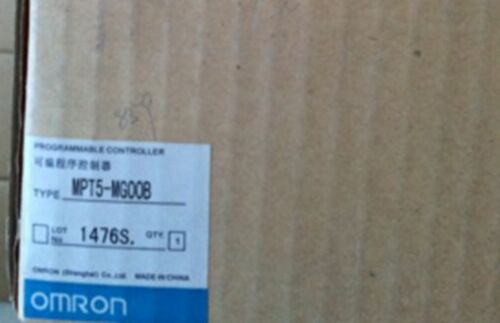 859
PROGRAMMABLE CONTROLLER
可编程序控制器
TYPE MPT5-MG00B
LOT No. 1476S. QTY. 1
OMRON (Shanghai) Co.,Ltd. MADE IN CHINA
OMRON